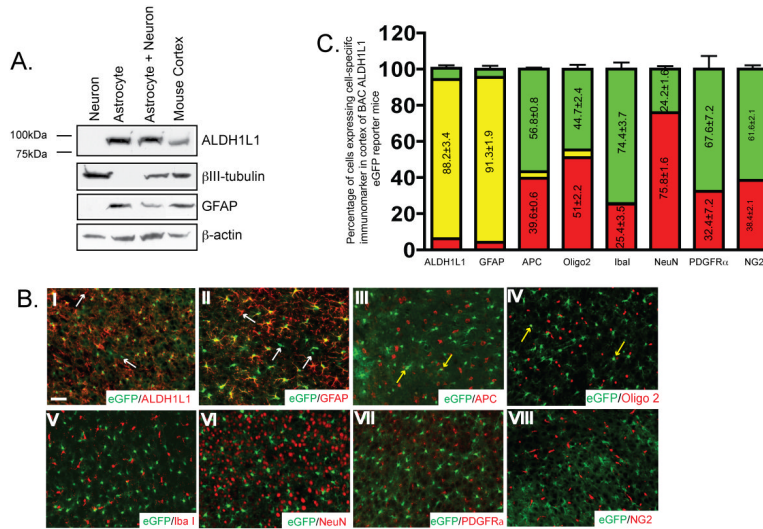 A.
Neuron
Astrocyte
Astrocyte + Neuron
Mouse Cortex
100kDa
75kDa
ALDH1L1
βIII-tubulin
GFAP
β-actin
C.
Percentage of cells expressing cell-speciifc
immunomarker in cortex of BAC ALDH1L1
eGFP reporter mice
120
100
80
60
40
20
0
88.2±3.4
91.3±1.9
56.8±0.8
39.6±0.6
44.7±2.4
51±2.2
74.4±3.7
25.4±3.5
24.2±1.6
75.8±1.6
67.6±7.2
32.4±7.2
61.6±2.1
38.4±2.1
ALDH1L1
GFAP
APC
Oligo2
IbaI
NeuN
PDGFRα
NG2
B.
I
eGFP/ALDH1L1
II
eGFP/GFAP
III
eGFP/APC
IV
eGFP/Oligo 2
V
eGFP/Iba I
VI
eGFP/NeuN
VII
eGFP/PDGFRa
VIII
eGFP/NG2